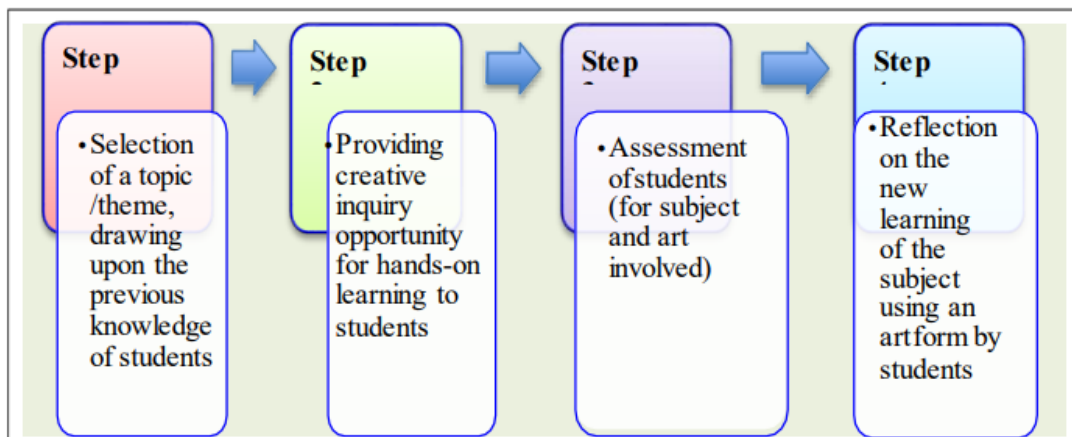 Step
•Selection
of a topic
/theme,
drawing
upon the
previous
knowledge
of students
Step
•Providing
creative
inquiry
opportunity
for hands-on
learning to
students
Step
•Assessment
ofstudents
(for subject
and art
involved)
Step
•Reflection
on the
new
learning
of the
subject
using an
artform by
students